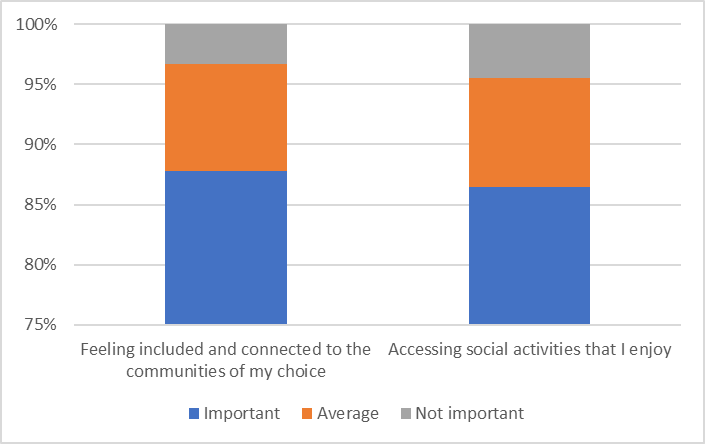 100%
95%
90%
85%
80%
75%
Feeling included and connected to the
communities of my choice
Accessing social activities that I enjoy
Important
Average
Not important